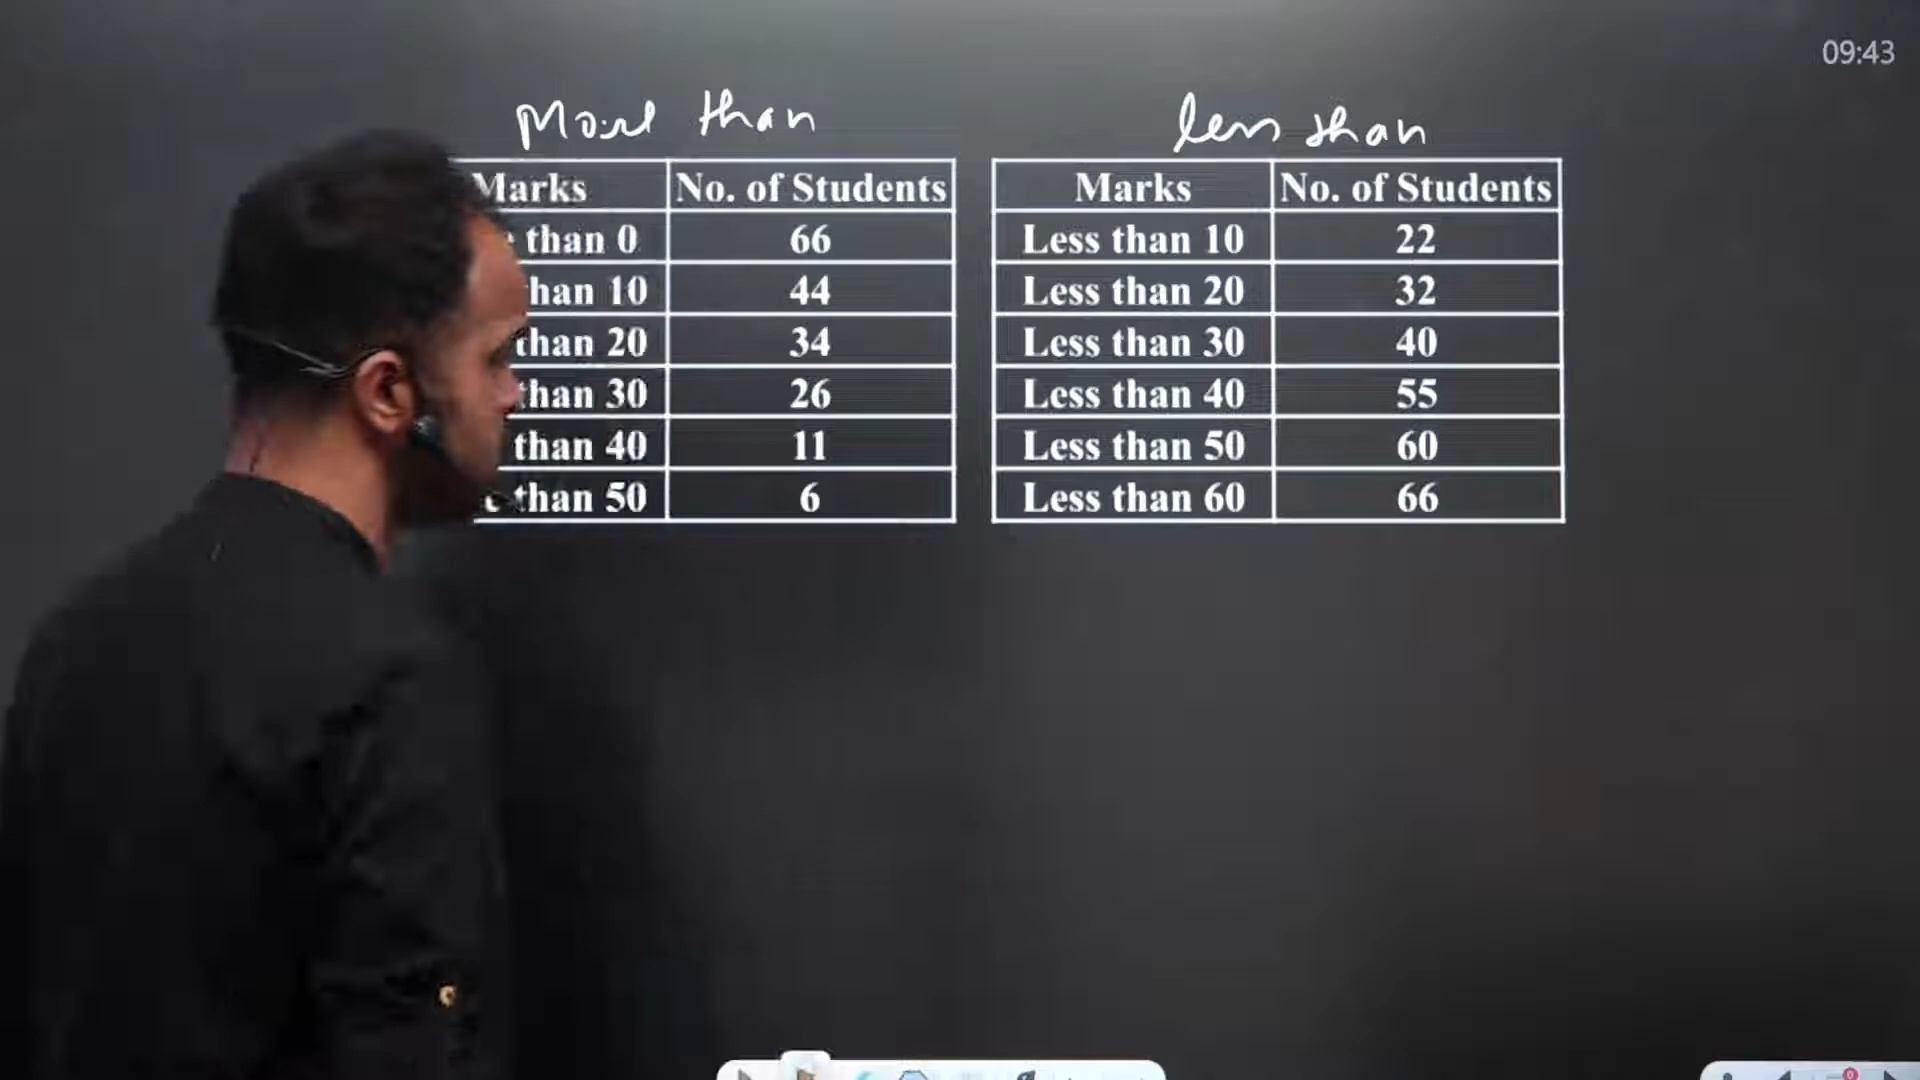 09:43
More than
less than
Marks No. of Students
than 0 66
than 10 44
than 20 34
than 30 26
than 40 11
than 50 6
Marks No. of Students
Less than 10 22
Less than 20 32
Less than 30 40
Less than 40 55
Less than 50 60
Less than 60 66
0